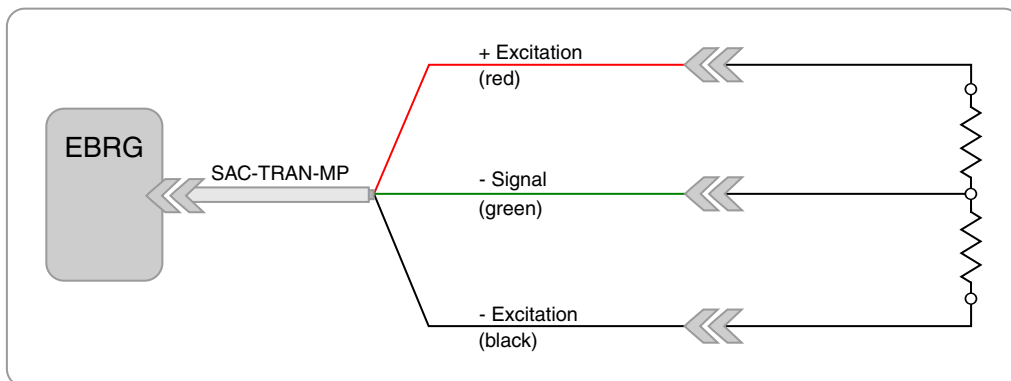 + Excitation
(red)
EBRG
SAC-TRAN-MP
- Signal
(green)
- Excitation
(black)